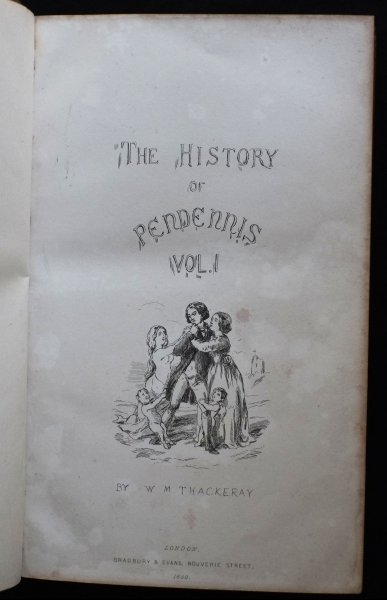 THE HISTORY
OF
PENDENNIS
VOL. I
BY W M THACKERAY
LONDON.
BRADBURY & EVANS, BOUVERIE STREET,